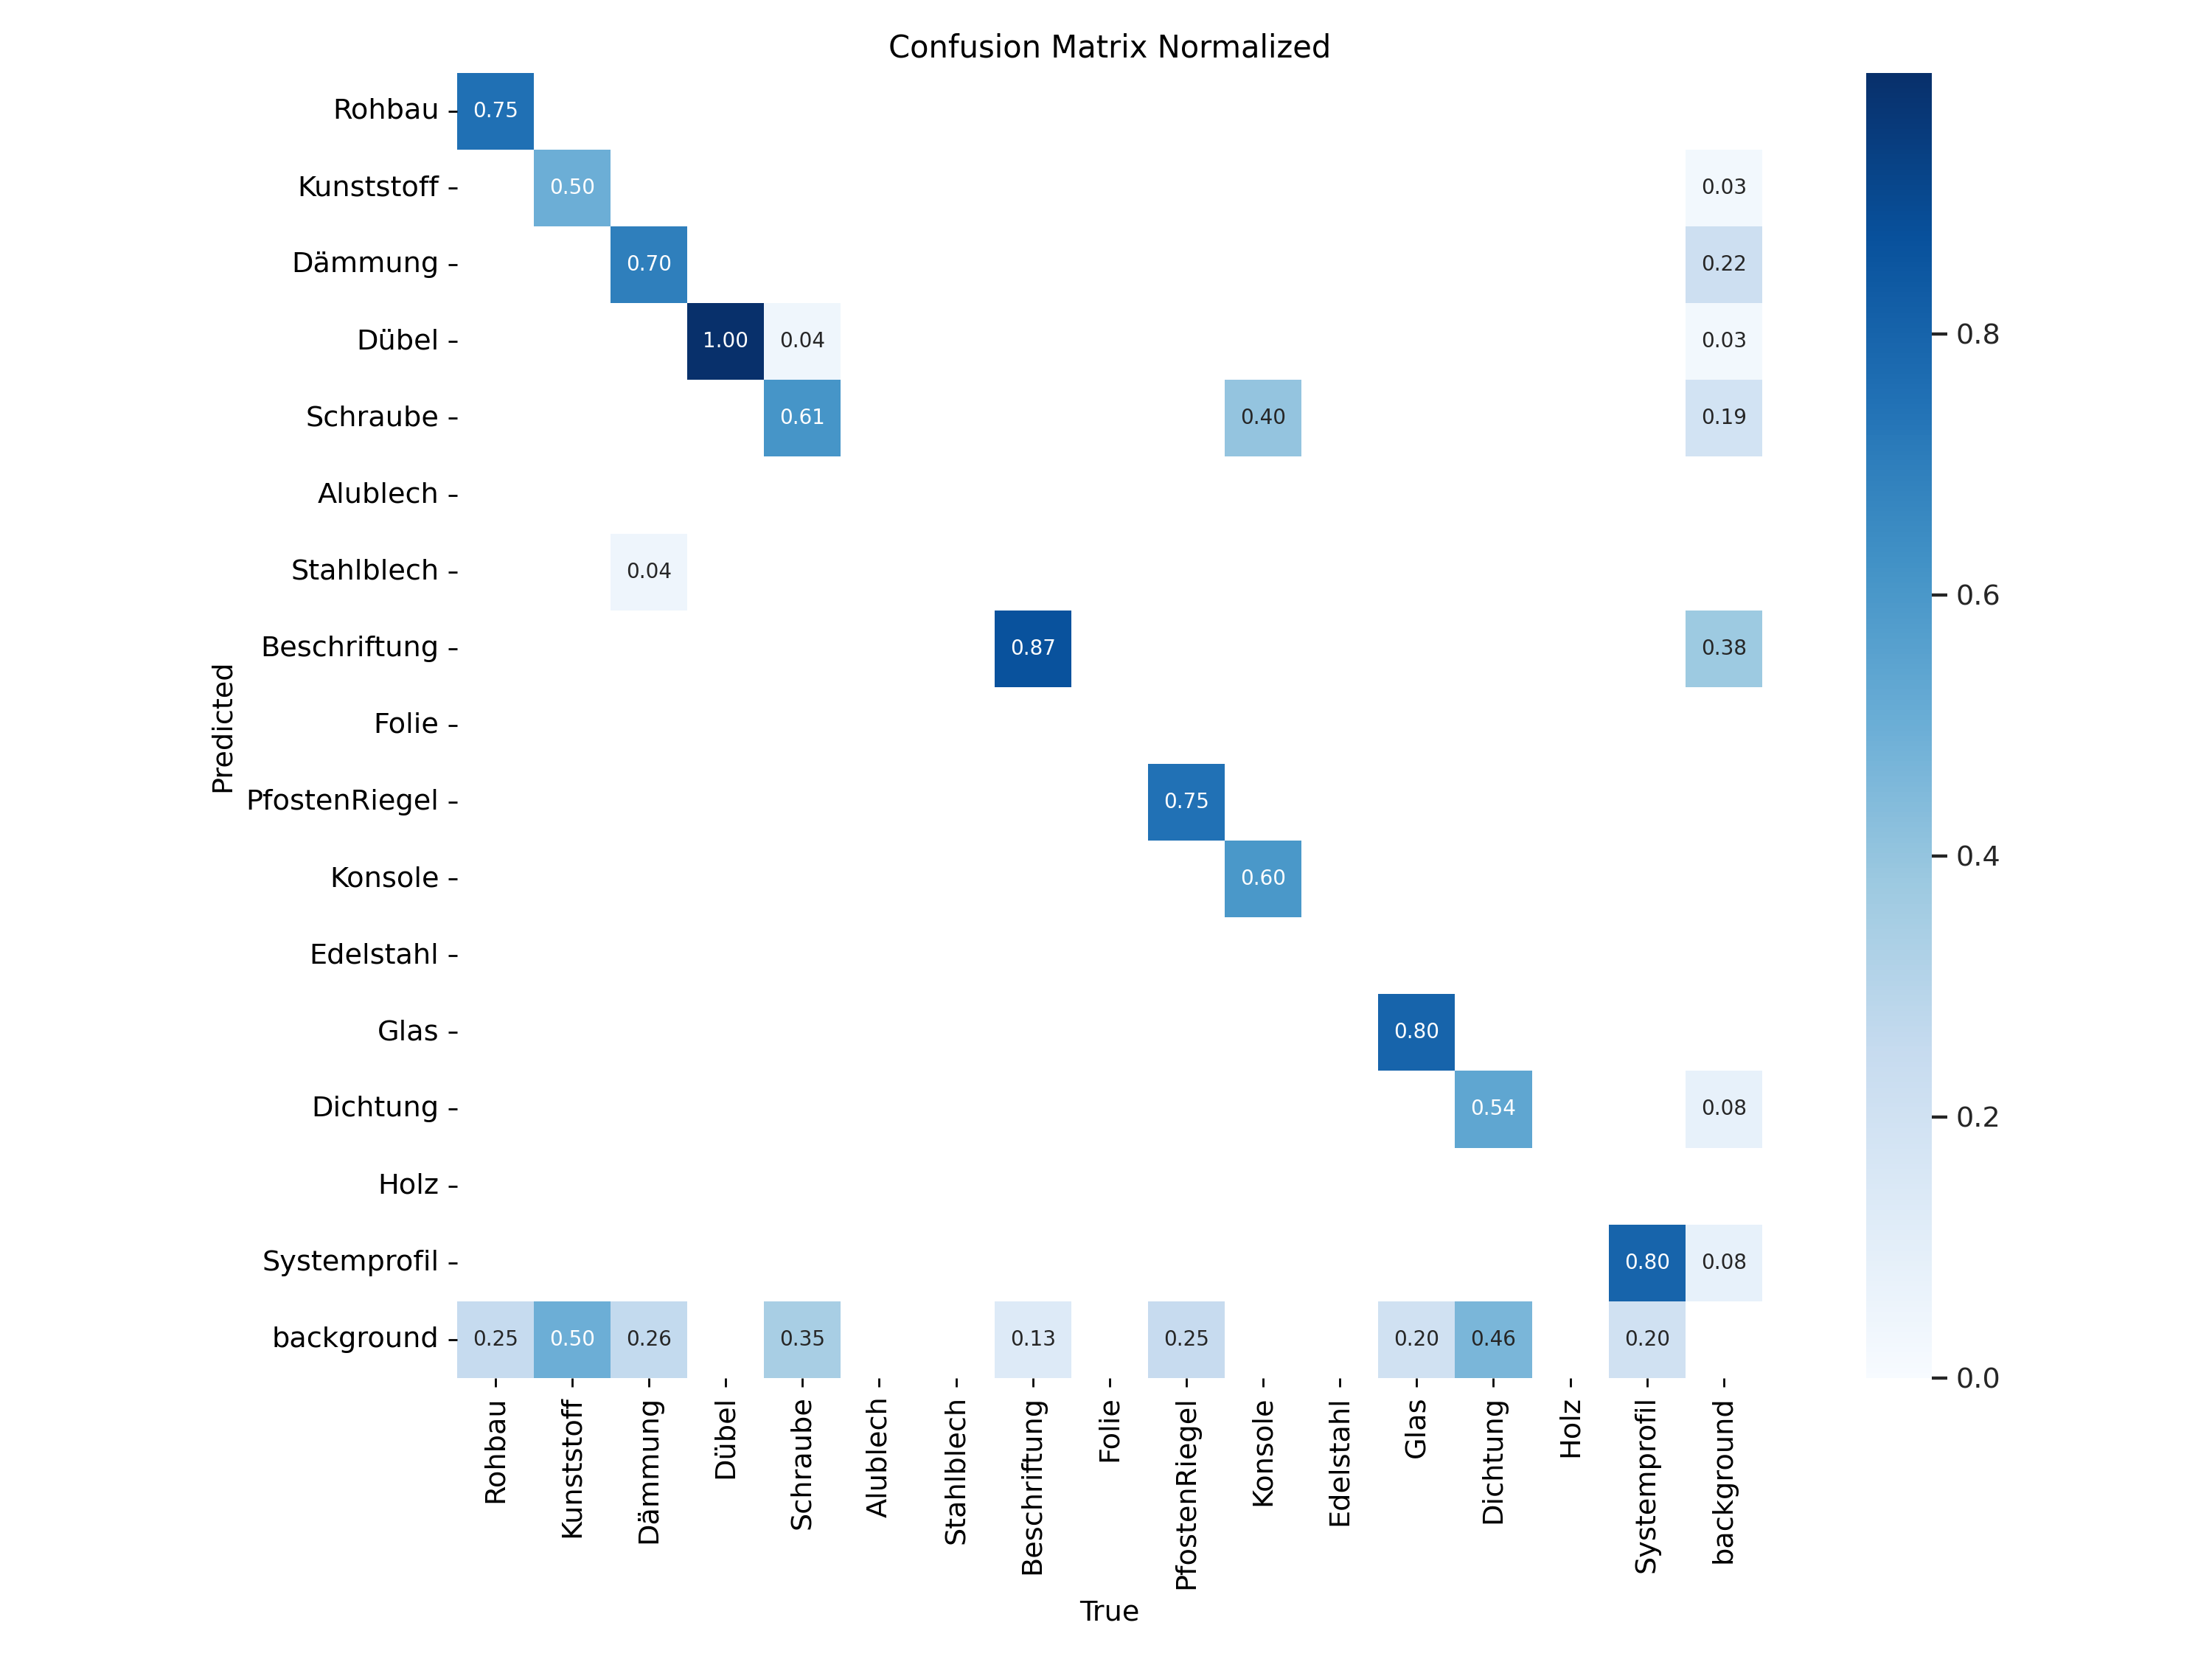 Confusion Matrix Normalized
Rohbau
0.75
Kunststoff
0.50
0.03
Dämmung
0.70
0.22
Dübel
1.00
0.04
0.03
0.8
Schraube
0.61
0.40
0.19
Alublech
Stahlblech
0.04
0.6
Beschriftung
0.87
0.38
Folie
Predicted
PfostenRiegel
0.75
0.4
Konsole
0.60
Edelstahl
Glas
0.80
Dichtung
0.54
0.08
0.2
Holz
Systemprofil
0.80
0.08
background
0.25
0.50
0.26
0.35
0.13
0.25
0.20
0.46
0.20
0.0
Rohbau
Kunststoff
Dämmung
Dübel
Schraube
Alublech
Stahlblech
Beschriftung
Folie
PfostenRiegel
Konsole
Edelstahl
Glas
Dichtung
Holz
Systemprofil
background
True